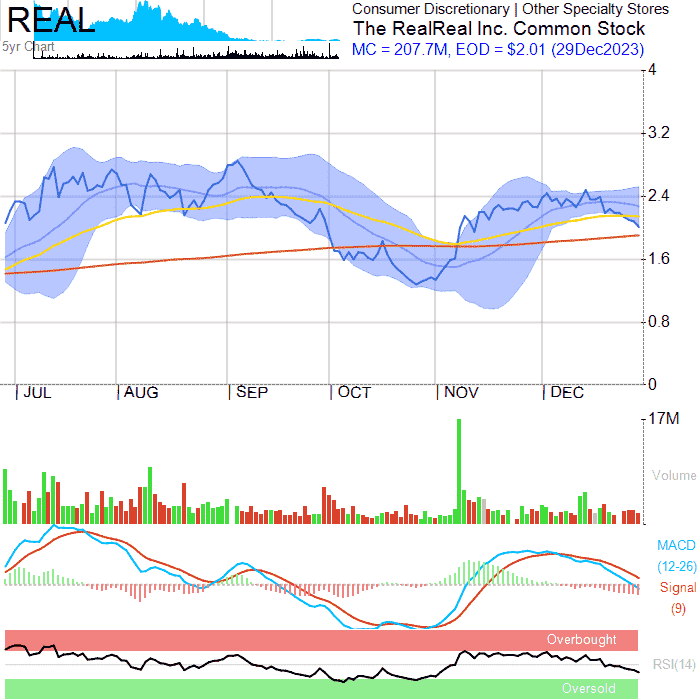 REAL
5yr Chart
Consumer Discretionary | Other Specialty Stores
The RealReal Inc. Common Stock
MC = 207.7M, EOD = $2.01 (29Dec2023)
4
3.2
2.4
1.6
0.8
0
JUL AUG SEP OCT NOV DEC
17M
Volume
MACD
(12-26)
Signal
(9)
Overbought
RSI(14)
Oversold